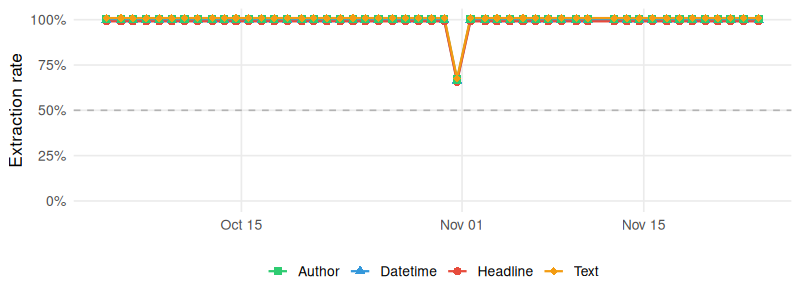 100%
75%
50%
25%
0%
Extraction rate
Oct 15 Nov 01 Nov 15
Author Datetime Headline Text